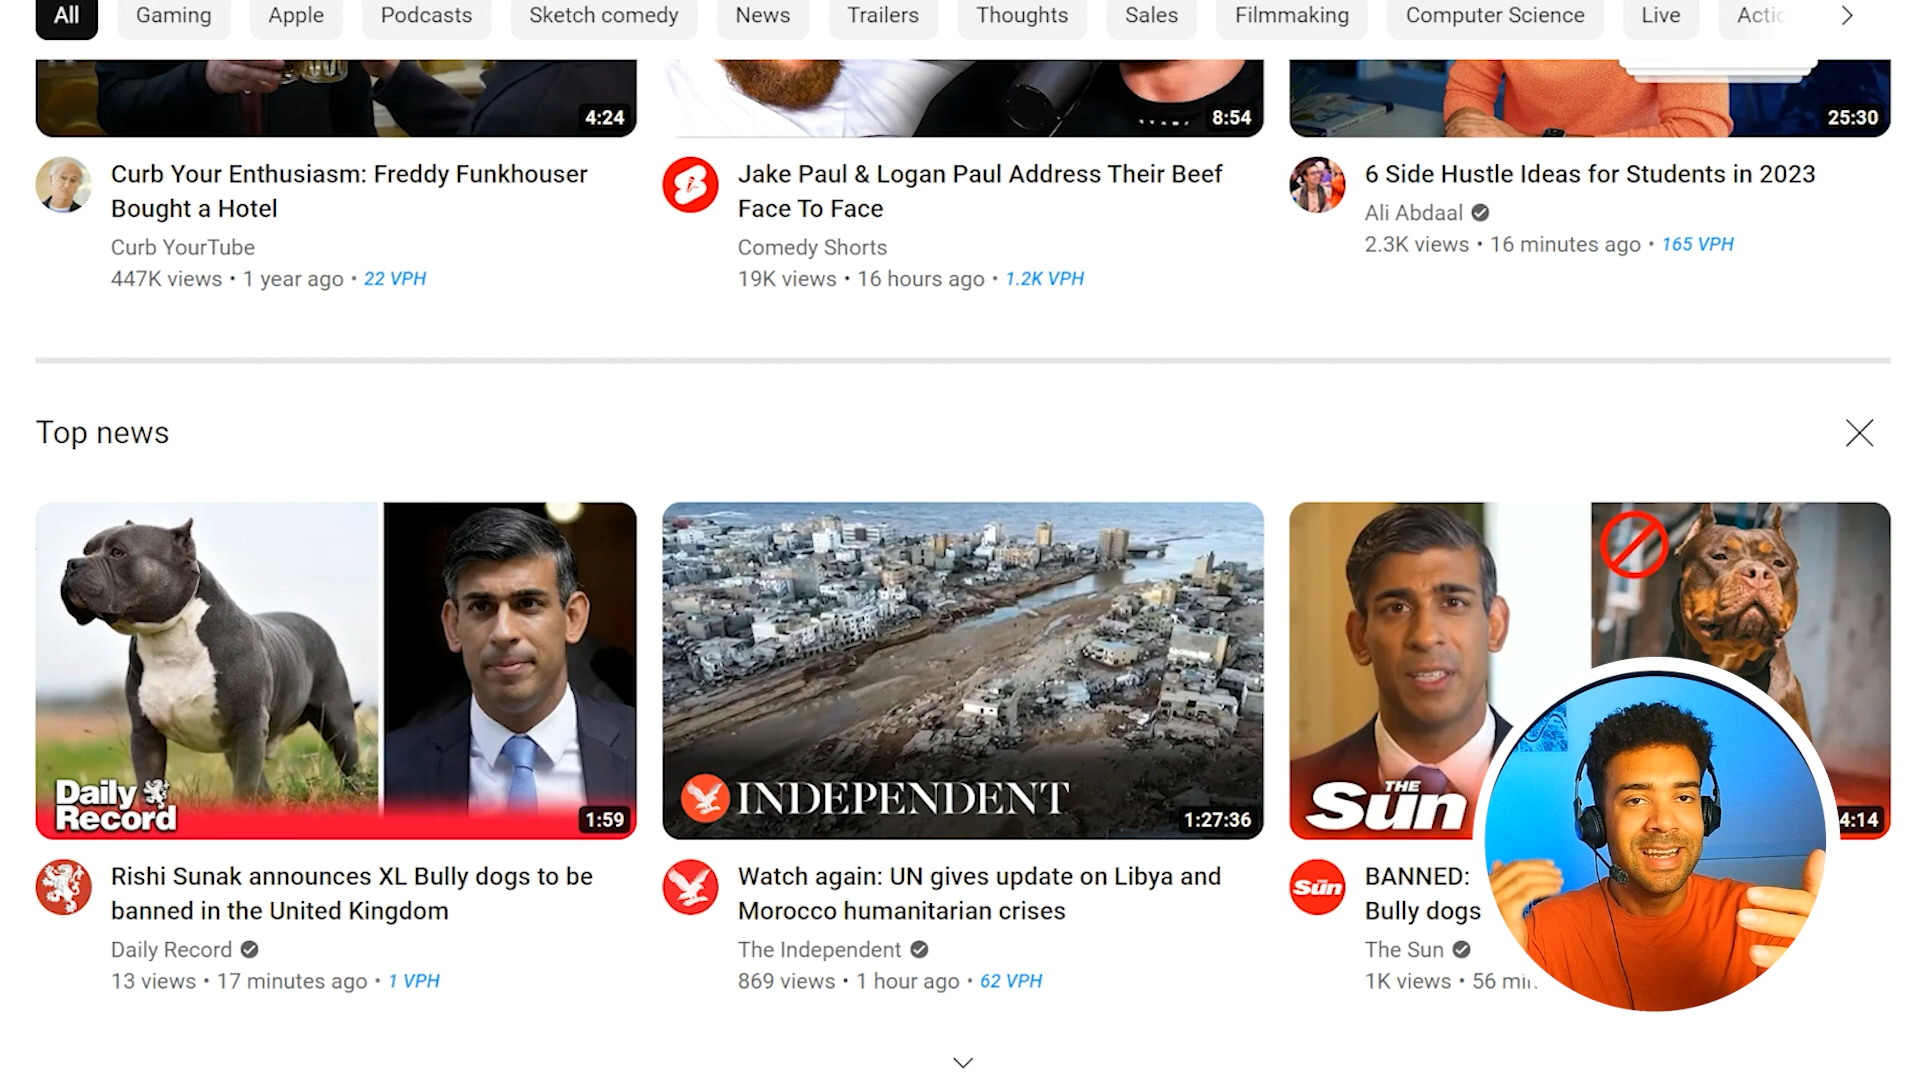 All
Gaming
Apple
Podcasts
Sketch comedy
News
Trailers
Thoughts
Sales
Filmmaking
Computer Science
Live
4:24
8:54
25:30
Curb Your Enthusiasm: Freddy Funkhouser
Bought a Hotel
Curb YourTube
447K views • 1 year ago • 22 VPH
Jake Paul & Logan Paul Address Their Beef
Face To Face
Comedy Shorts
19K views • 16 hours ago • 1.2K VPH
6 Side Hustle Ideas for Students in 2023
Ali Abdaal
2.3K views • 16 minutes ago • 165 VPH
Top news
Daily
Record
1:59
INDEPENDENT
1:27:36
THE
Sun
4:14
Rishi Sunak announces XL Bully dogs to be
banned in the United Kingdom
Daily Record
13 views • 17 minutes ago • 1 VPH
Watch again: UN gives update on Libya and
Morocco humanitarian crises
The Independent
869 views • 1 hour ago • 62 VPH
THE
Sun
BANNED:
Bully dogs
The Sun
1K views • 56